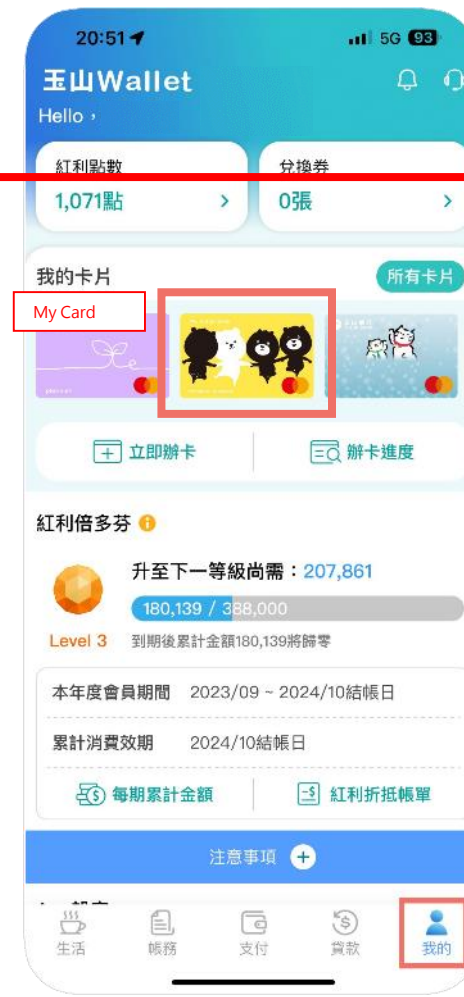 20:51
5G 93
玉山Wallet
Hello，
紅利點數
兌換券
1,071點
0張
我的卡片
所有卡片
My Card
立即辦卡
辦卡進度
紅利倍多芬
升至下一等級尚需：207,861
180,139 / 388,000
Level 3
到期後累計金額180,139將歸零
本年度會員期間 2023/09 ~ 2024/10結帳日
累計消費效期 2024/10結帳日
每期累計金額
紅利折抵帳單
注意事項
生活
帳務
支付
貸款
我的